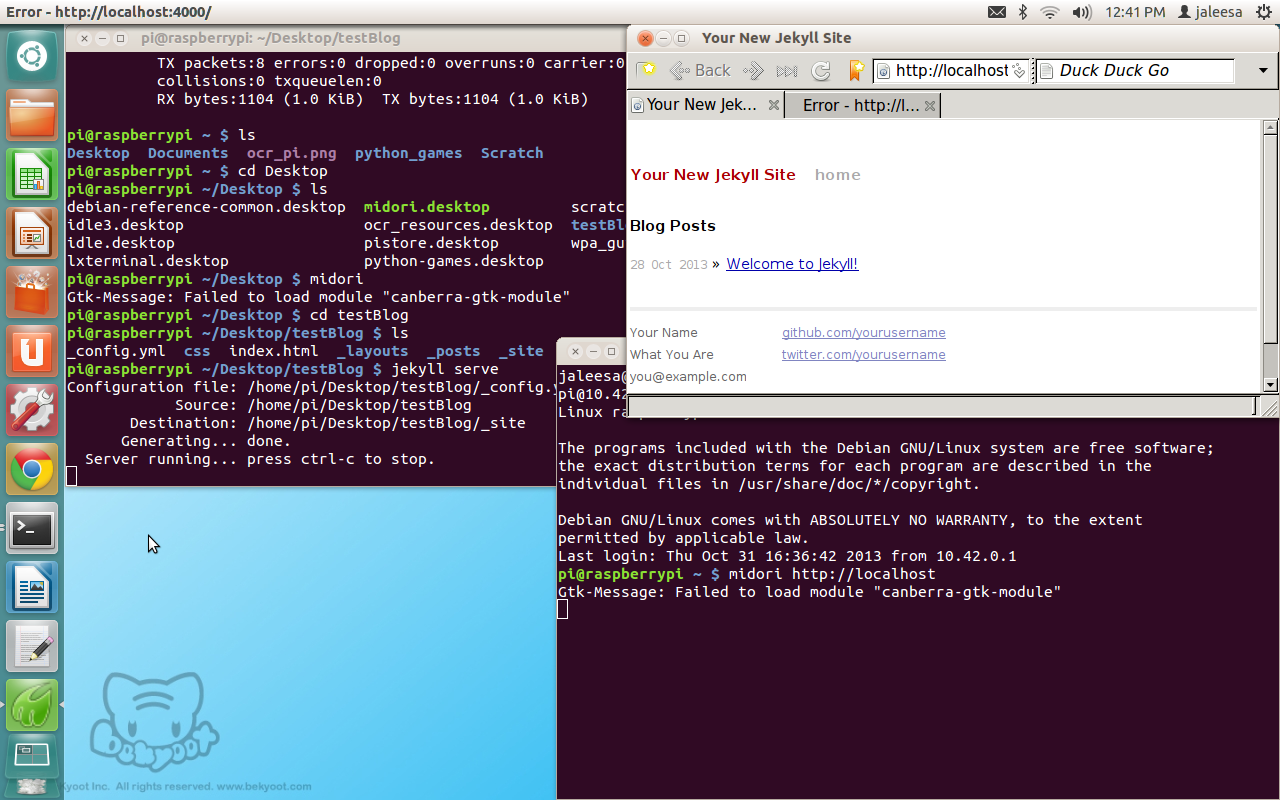 Error - http://localhost:4000/
12:41 PM
jaleesa
pi@raspberrypi: ~/Desktop/testBlog
TX packets:8 errors:0 dropped:0 overruns:0 carrier:0
collisions:0 txqueuelen:0
RX bytes:1104 (1.0 KiB)  TX bytes:1104 (1.0 KiB)
pi@raspberrypi ~ $ ls
Desktop  Documents  ocr_pi.png  python_games  Scratch
pi@raspberrypi ~ $ cd Desktop
pi@raspberrypi ~/Desktop $ ls
debian-reference-common.desktop  midori.desktop  scratc
idle3.desktop  ocr_resources.desktop  testBl
idle.desktop  pistore.desktop  wpa_gu
lxterminal.desktop  python-games.desktop
pi@raspberrypi ~/Desktop $ midori
Gtk-Message: Failed to load module "canberra-gtk-module"
pi@raspberrypi ~/Desktop $ cd testBlog
pi@raspberrypi ~/Desktop/testBlog $ ls
_config.yml  css  index.html  _layouts  _posts  _site
pi@raspberrypi ~/Desktop/testBlog $ jekyll serve
Configuration file: /home/pi/Desktop/testBlog/_config.y
Source: /home/pi/Desktop/testBlog
Destination: /home/pi/Desktop/testBlog/_site
Generating... done.
Server running... press ctrl-c to stop.
Your New Jekyll Site
Back
http://localhost
Duck Duck Go
Your New Jek...
Error - http://l...
Your New Jekyll Site  home
Blog Posts
28 Oct 2013 » Welcome to Jekyll!
Your Name  github.com/yourusername
What You Are  twitter.com/yourusername
you@example.com
jaleesa@
pi@10.42
Linux ra
The programs included with the Debian GNU/Linux system are free software;
the exact distribution terms for each program are described in the
individual files in /usr/share/doc/*/copyright.
Debian GNU/Linux comes with ABSOLUTELY NO WARRANTY, to the extent
permitted by applicable law.
Last login: Thu Oct 31 16:36:42 2013 from 10.42.0.1
pi@raspberrypi ~ $ midori http://localhost
Gtk-Message: Failed to load module "canberra-gtk-module"
Kyoot Inc. All rights reserved. www.bekyoot.com